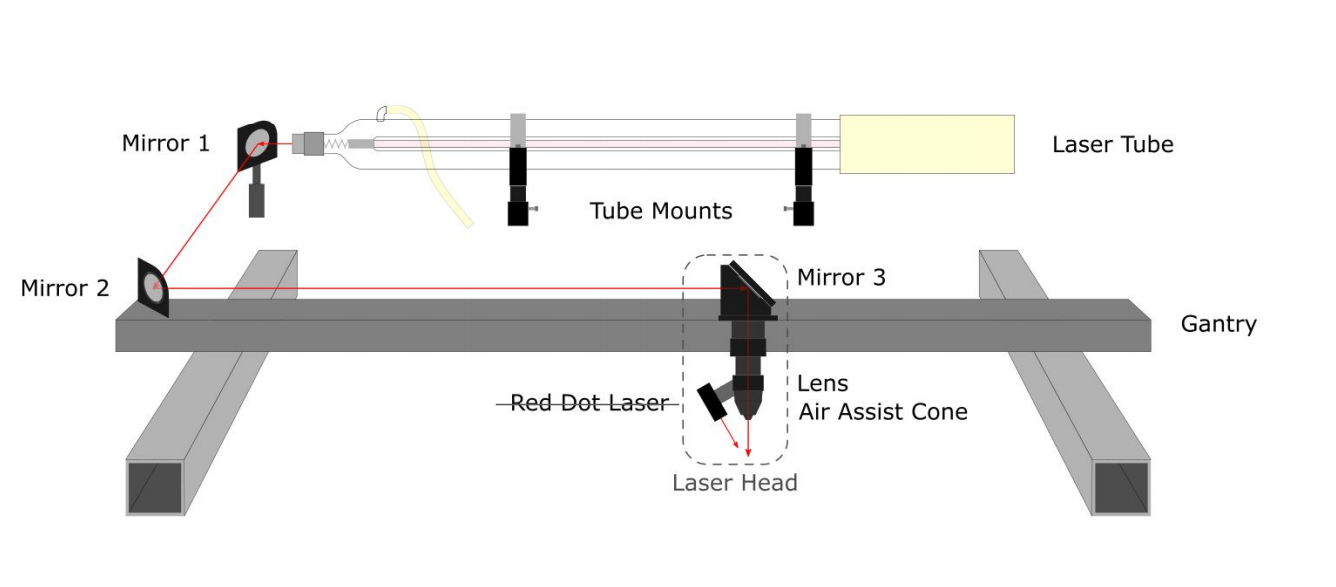 Mirror 1
Laser Tube
Tube Mounts
Mirror 2
Mirror 3
Gantry
Lens
Red Dot Laser
Air Assist Cone
Laser Head